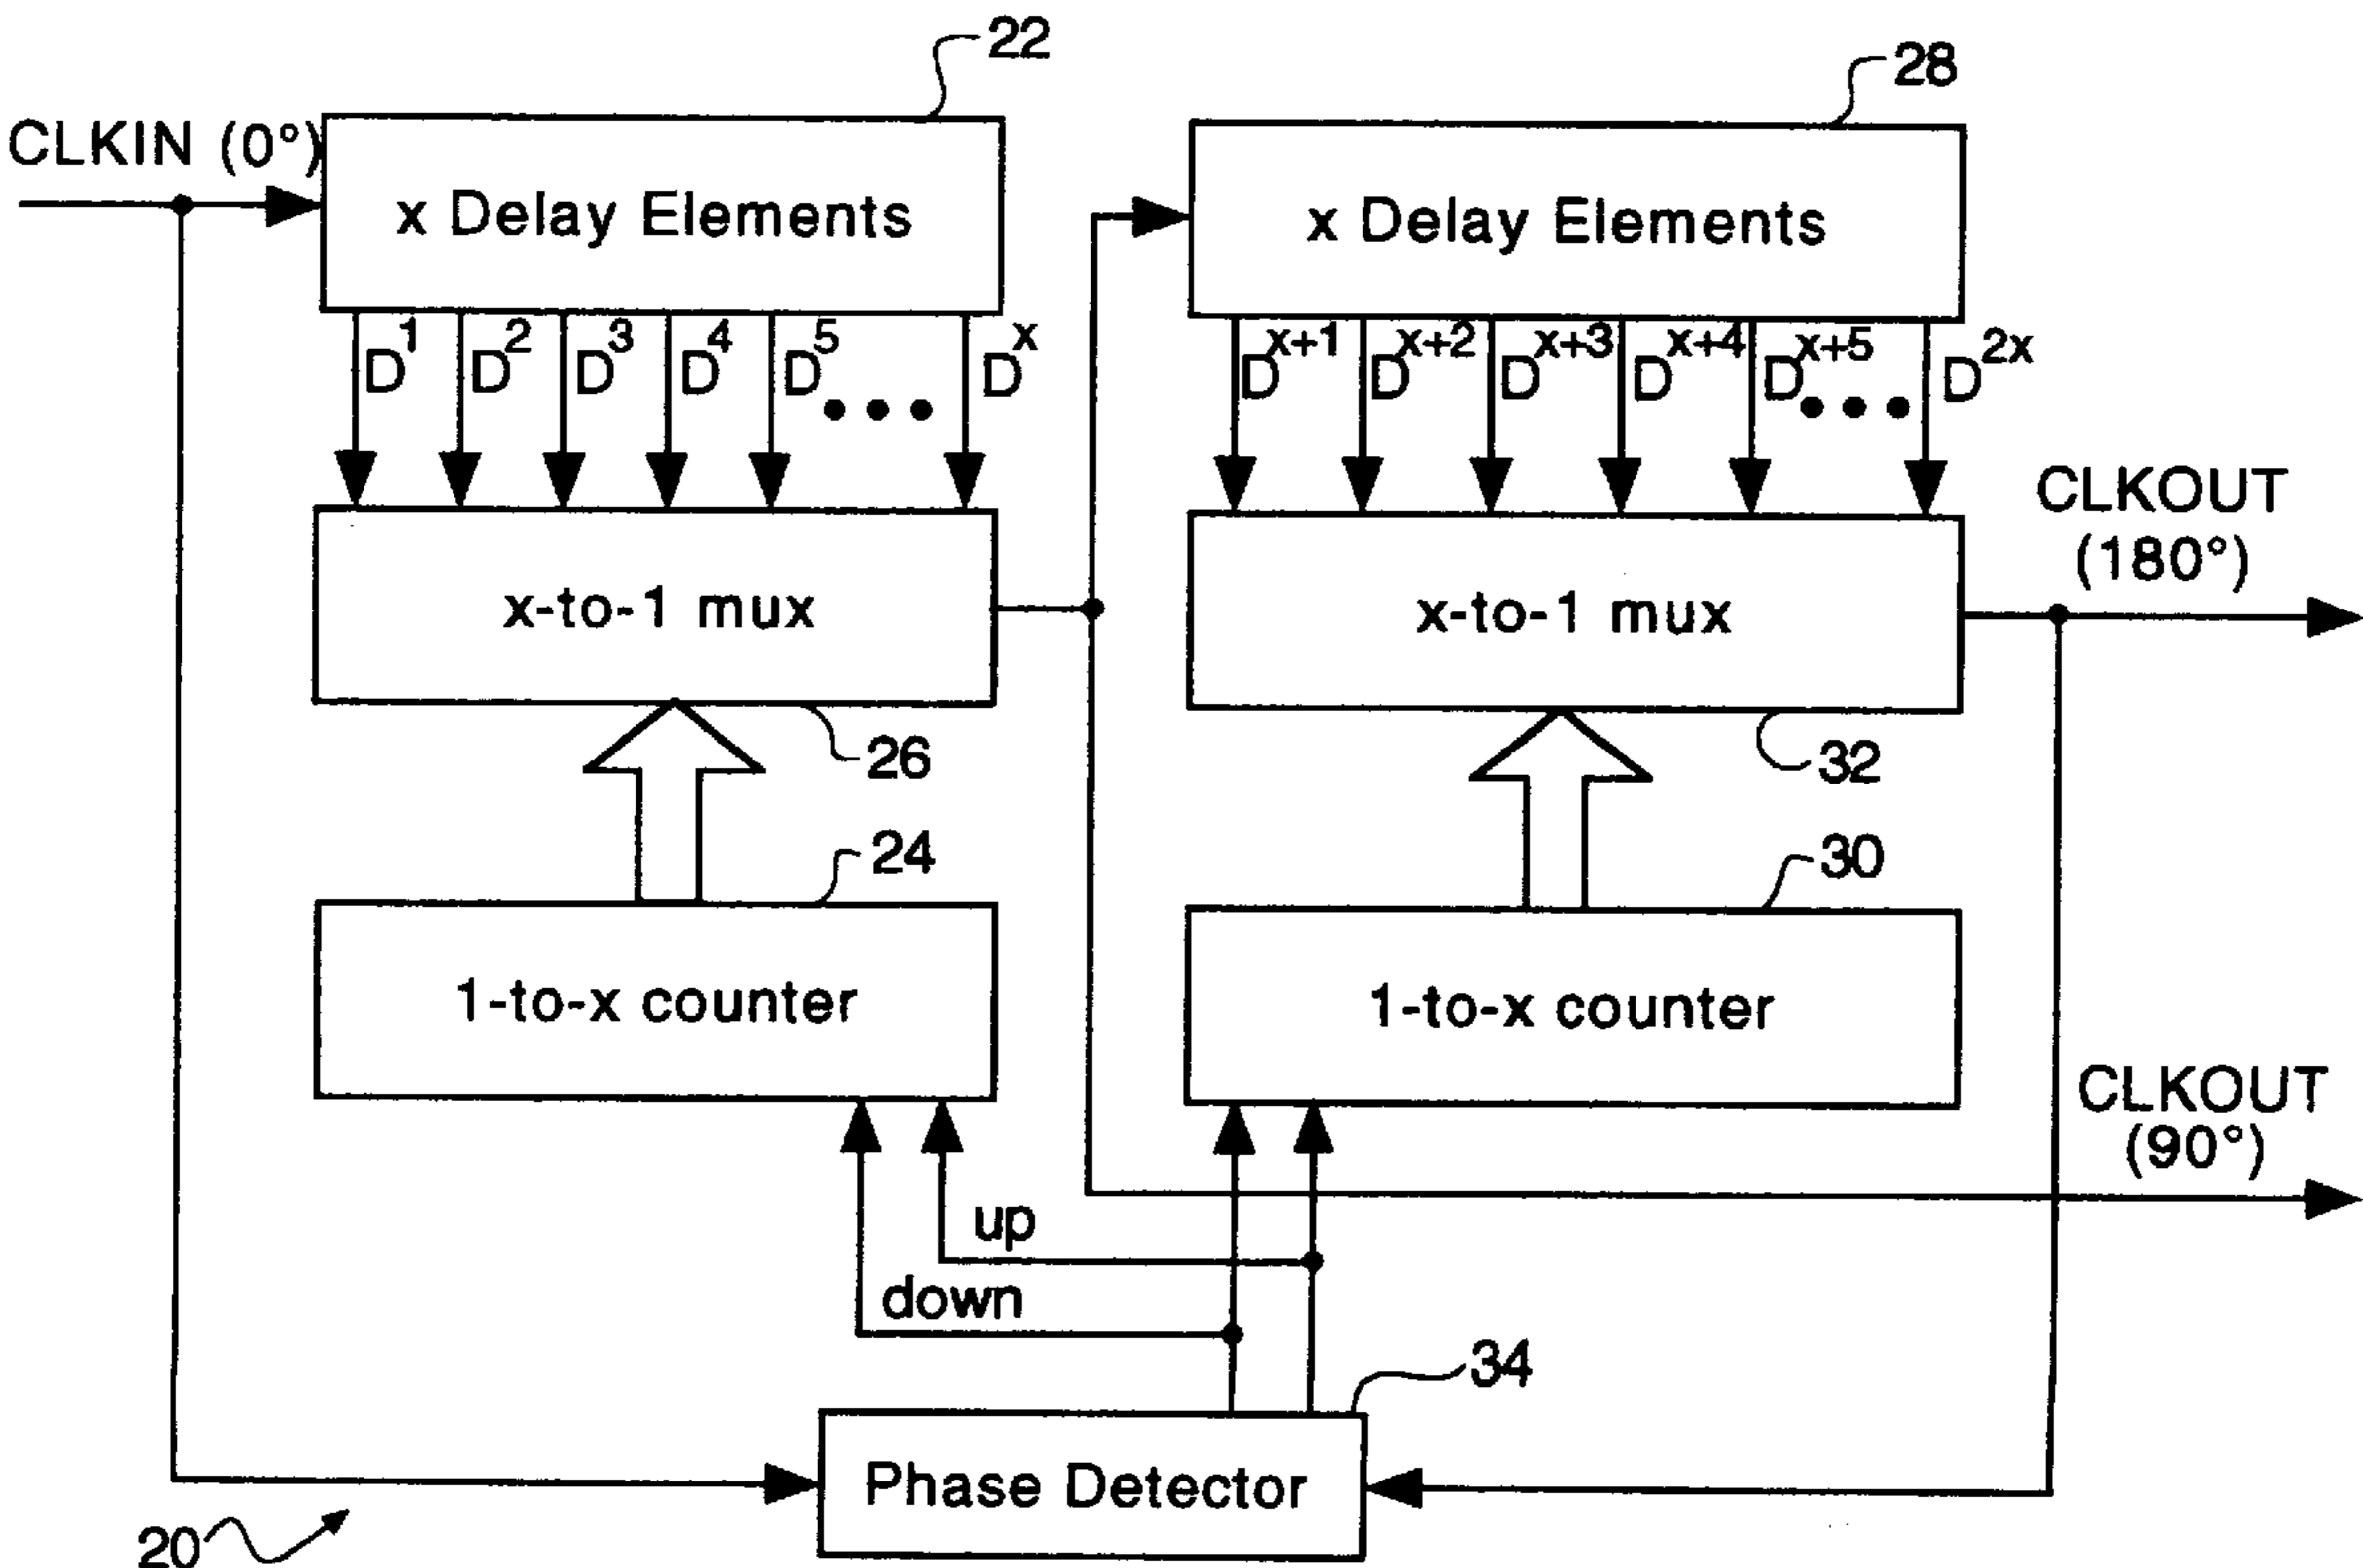 22
28
CLKIN (0°)
x Delay Elements
x Delay Elements
D¹ D² D³ D⁴ D⁵ ••• Dˣ
Dˣ⁺¹ Dˣ⁺² Dˣ⁺³ Dˣ⁺⁴ Dˣ⁺⁵ ••• D²ˣ
CLKOUT
(180°)
x-to-1 mux
x-to-1 mux
26
32
24
30
1-to-x counter
1-to-x counter
CLKOUT
(90°)
up
down
34
Phase Detector
20